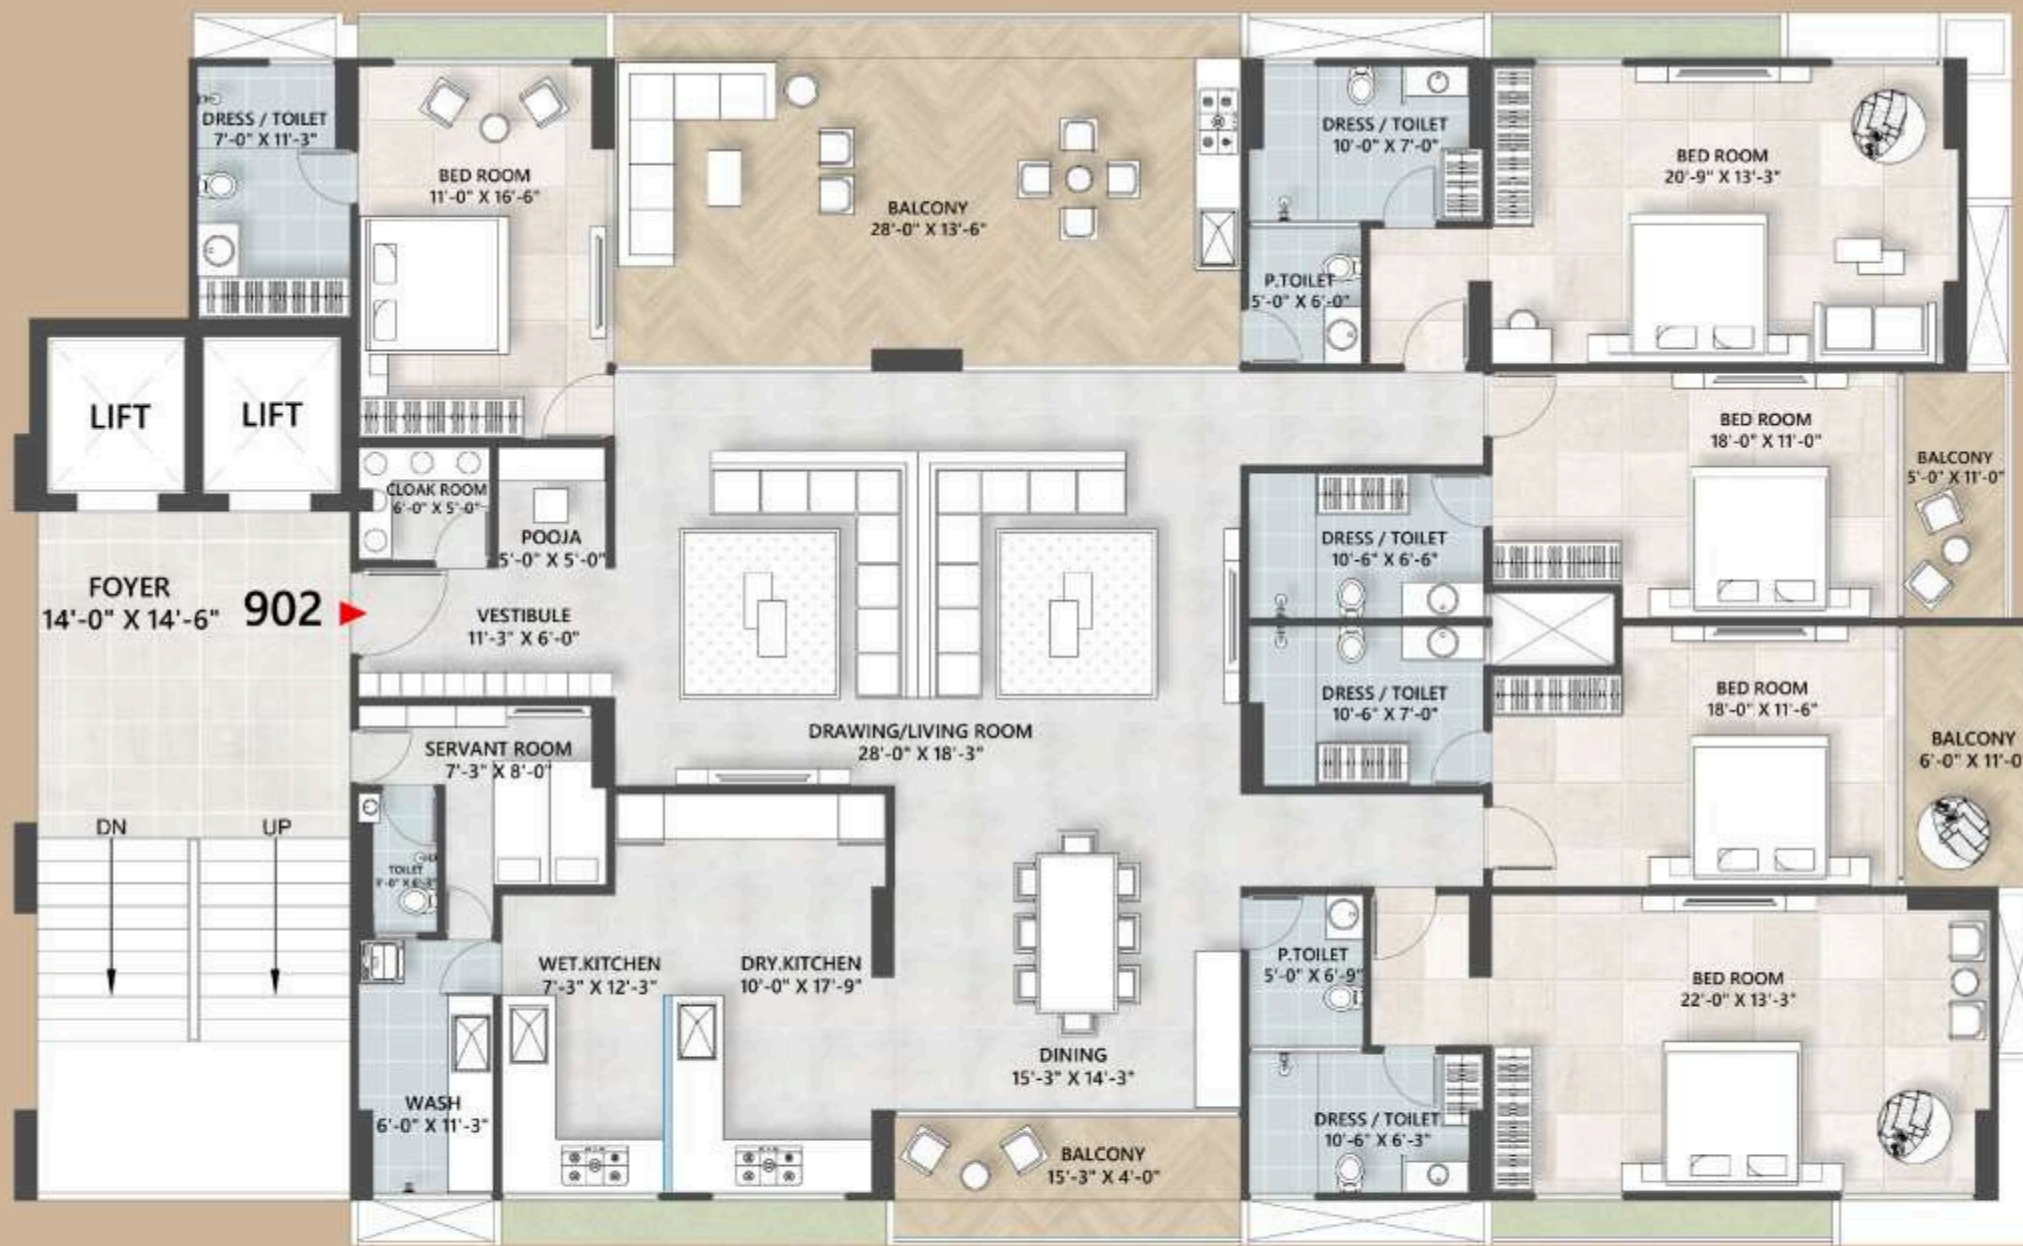 DRESS / TOILET
7'-0" X 11'-3"
BED ROOM
11'-0" X 16'-6"
BALCONY
28'-0" X 13'-6"
DRESS / TOILET
10'-0" X 7'-0"
BED ROOM
20'-9" X 13'-3"
P.TOILET
5'-0" X 6'-0"
LIFT
LIFT
CLOAK ROOM
6'-0" X 5'-0"
POOJA
5'-0" X 5'-0"
BED ROOM
18'-0" X 11'-0"
BALCONY
5'-0" X 11'-0"
DRESS / TOILET
10'-6" X 6'-6"
FOYER
14'-0" X 14'-6"
902
VESTIBULE
11'-3" X 6'-0"
DRESS / TOILET
10'-6" X 7'-0"
BED ROOM
18'-0" X 11'-6"
DRAWING/LIVING ROOM
28'-0" X 18'-3"
BALCONY
6'-0" X 11'-0
SERVANT ROOM
7'-3" X 8'-0"
DN
UP
TOILET
WET.KITCHEN
7'-3" X 12'-3"
DRY.KITCHEN
10'-0" X 17'-9"
P.TOILET
5'-0" X 6'-9"
BED ROOM
22'-0" X 13'-3"
DINING
15'-3" X 14'-3"
WASH
6'-0" X 11'-3"
DRESS / TOILET
10'-6" X 6'-3"
BALCONY
15'-3" X 4'-0"